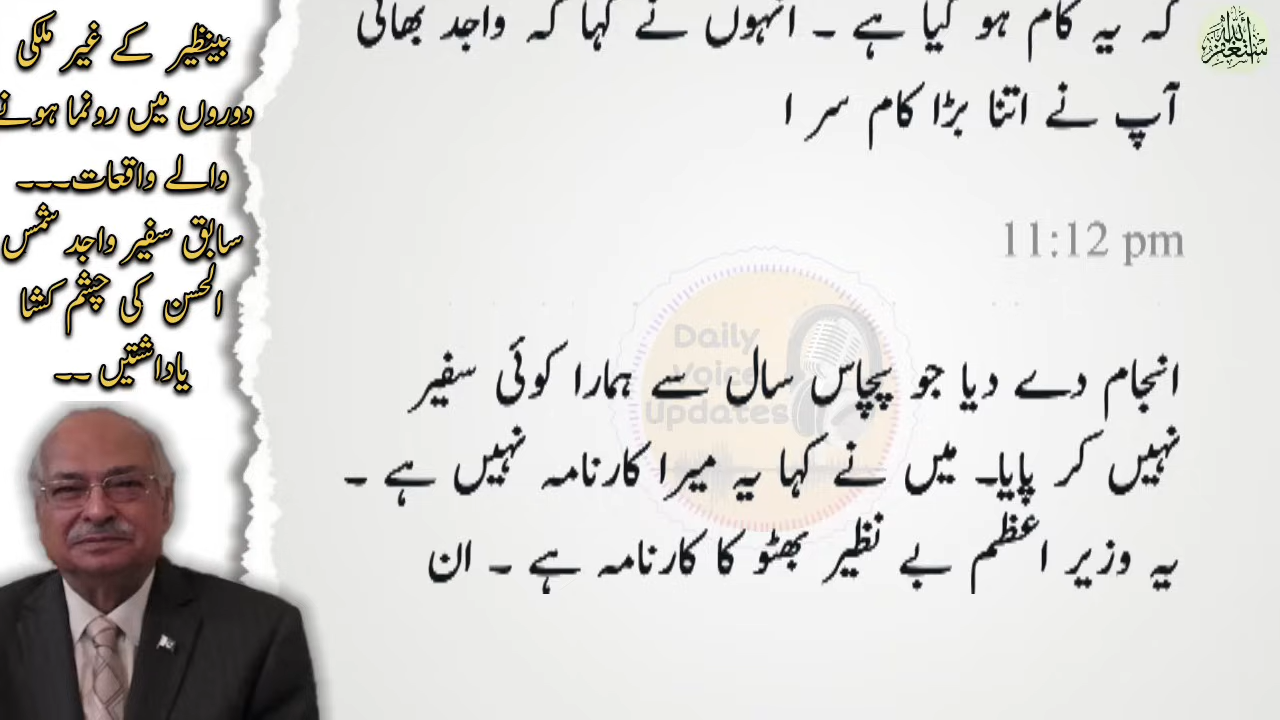 بینظیر کے غیر ملکی
دوروں میں رونما ہونے
والے واقعات۔۔۔
سابق سفیر واجد شمس
الحسن کی چشم کشا
یاداشتیں ۔۔
کہ یہ کام ہو گیا ہے ۔ انہوں نے کہا کہ واجد بھائی
آپ نے اتنا بڑا کام سر ا
11:12 pm
انجام دے دیا جو پچاس سال سے ہمارا کوئی سفیر
نہیں کر پایا۔ میں نے کہا یہ میرا کارنامہ نہیں ہے ۔
یہ وزیر اعظم بے نظیر بھٹو کا کارنامہ ہے ۔ ان
Daily
Voice
Updates